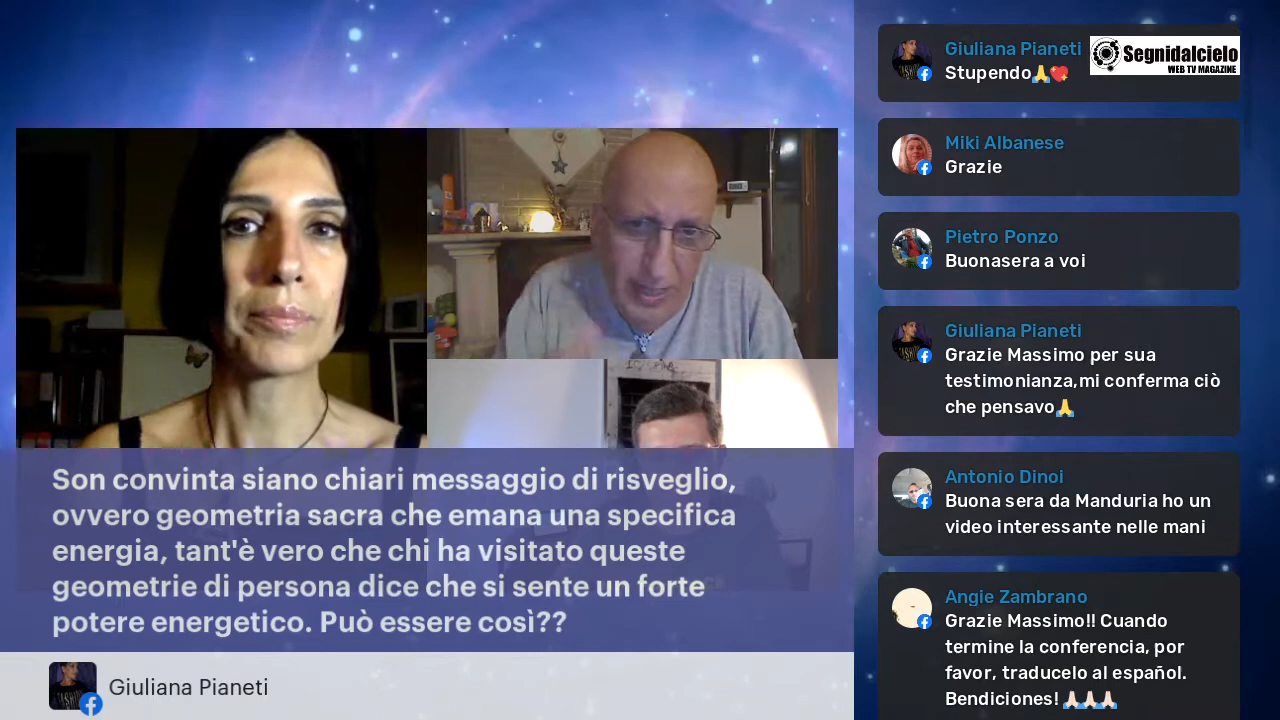 Son convinta siano chiari messaggio di risveglio,
ovvero geometria sacra che emana una specifica
energia, tant'è vero che chi ha visitato queste
geometrie di persona dice che si sente un forte
potere energetico. Può essere così??
Giuliana Pianeti
Giuliana Pianeti
Stupendo🙏💖
Segnidalcielo
WEB TV MAGAZINE
Miki Albanese
Grazie
Pietro Ponzo
Buonasera a voi
Giuliana Pianeti
Grazie Massimo per sua
testimonianza,mi conferma ciò
che pensavo🙏
Antonio Dinoi
Buona sera da Manduria ho un
video interessante nelle mani
Angie Zambrano
Grazie Massimo!! Cuando
termine la conferencia, por
favor, traducelo al español.
Bendiciones! 🙏🏻🙏🏻🙏🏻